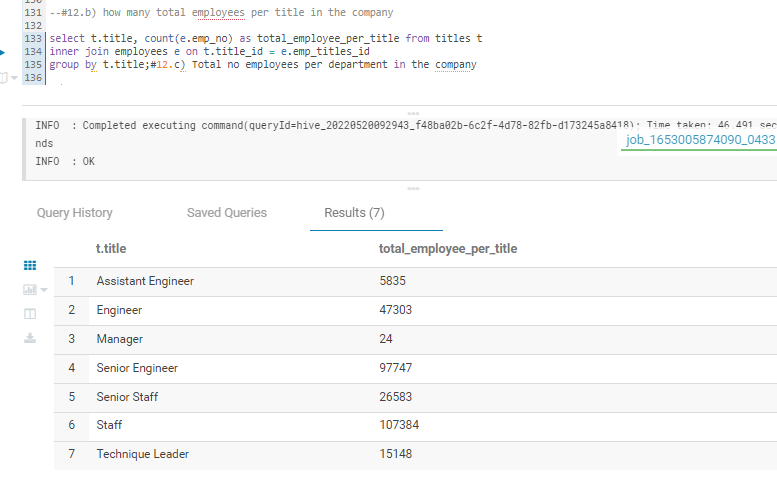 131 --#12.b) how many total employees per title in the company
132
133 select t.title, count(e.emp_no) as total_employee_per_title from titles t
134 inner join employees e on t.title_id = e.emp_titles_id
135 group by t.title;#12.c) Total no employees per department in the company
136
INFO : Completed executing command(queryId=hive_20220520092943_f48ba02b-6c2f-4d78-82fb-d173245a8418); Time taken: 46.491 sec
nds
job_1653005874090_0433
INFO : OK
Query History Saved Queries Results (7)
t.title total_employee_per_title
1 Assistant Engineer 5835
2 Engineer 47303
3 Manager 24
4 Senior Engineer 97747
5 Senior Staff 26583
6 Staff 107384
7 Technique Leader 15148